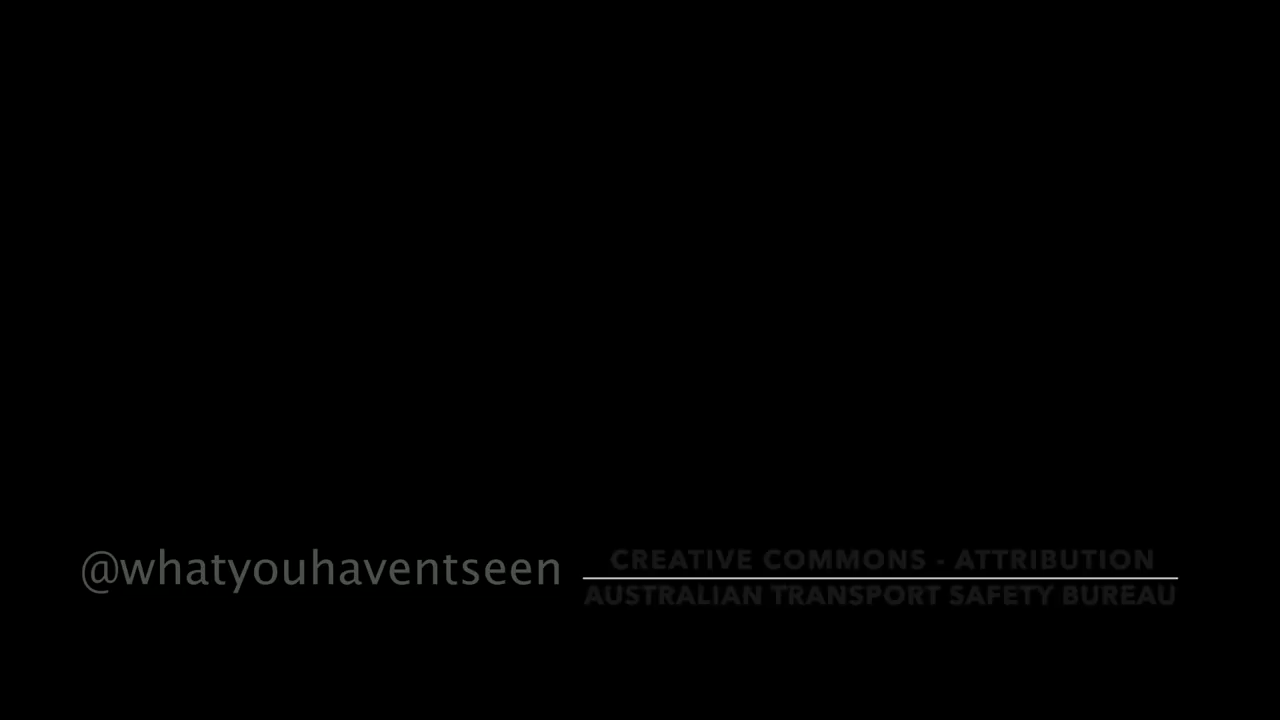 @whatyouhaventseen
CREATIVE COMMONS - ATTRIBUTION
AUSTRALIAN TRANSPORT SAFETY BUREAU